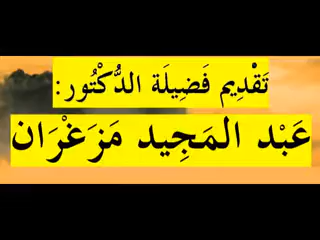 تَقْدِيم فَضِيلَة الدُّكْتُور:
عَبْد المَجِيد مَزَغْرَان